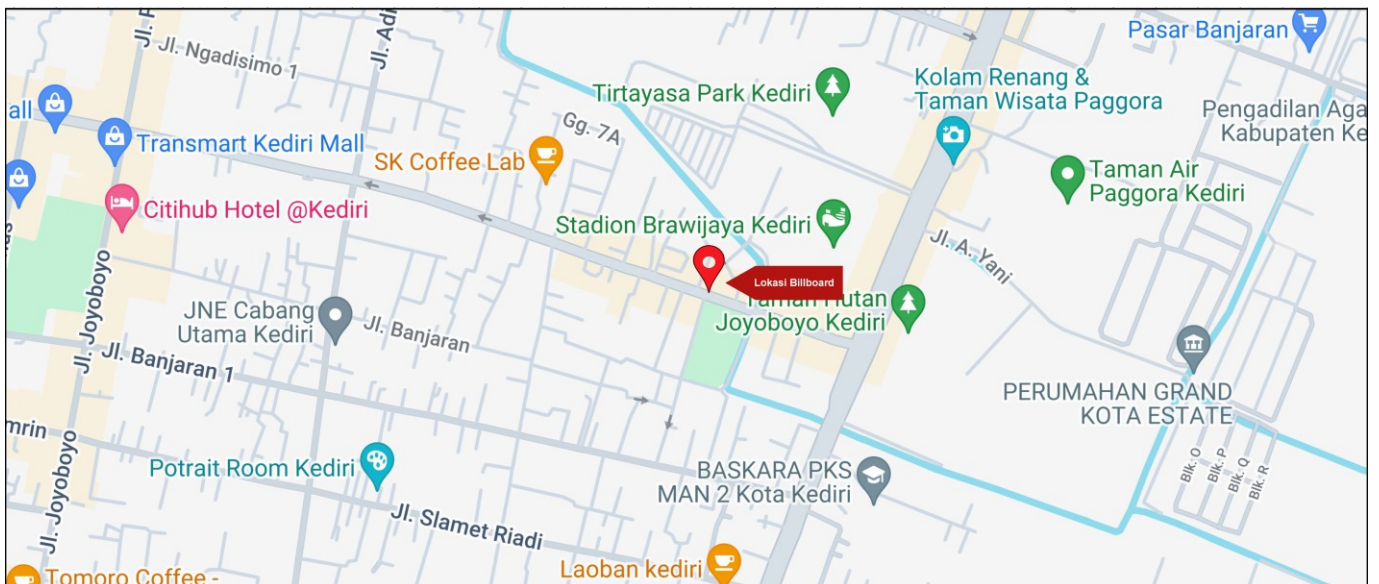 Jl. Ngadisimo 1
Pasar Banjaran
Tirtayasa Park Kediri
Kolam Renang &
Taman Wisata Paggora
Pengadilan Aga
Kabupaten Ke
all
Transmart Kediri Mall
Gg. 7A
SK Coffee Lab
Taman Air
Paggora Kediri
Citihub Hotel @Kediri
Stadion Brawijaya Kediri
Jl. A. Yani
Lokasi Billboard
Taman Hutan
Joyoboyo Kediri
Jl. Joyoboyo
JNE Cabang
Utama Kediri
Jl. Banjaran
Jl. Banjaran 1
PERUMAHAN GRAND
KOTA ESTATE
mrin
Jl. Joyoboyo
Potrait Room Kediri
BASKARA PKS
MAN 2 Kota Kediri
Blk. O
Blk. P
Blk. Q
Blk. R
Jl. Slamet Riadi
Laoban kediri
Tomoro Coffee -